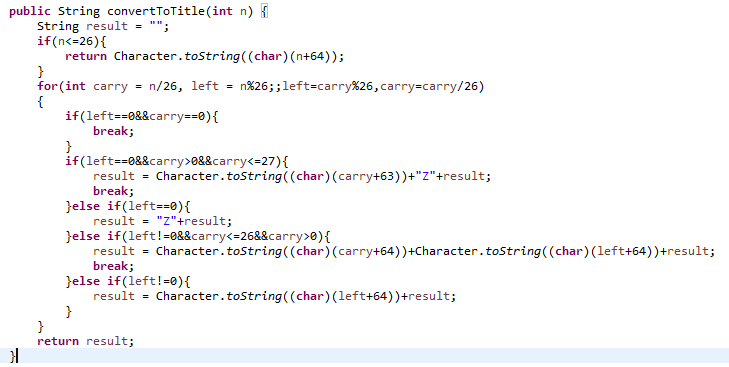 public String convertToTitle(int n) {
    String result = "";
    if(n<=26){
        return Character.toString((char)(n+64));
    }
    for(int carry = n/26, left = n%26;;left=carry%26,carry=carry/26)
    {
        if(left==0&&carry==0){
            break;
        }
        if(left==0&&carry>0&&carry<=27){
            result = Character.toString((char)(carry+63))+"Z"+result;
            break;
        }else if(left==0){
            result = "Z"+result;
        }else if(left!=0&&carry<=26&&carry>0){
            result = Character.toString((char)(carry+64))+Character.toString((char)(left+64))+result;
            break;
        }else if(left!=0){
            result = Character.toString((char)(left+64))+result;
        }
    }
    return result;
}